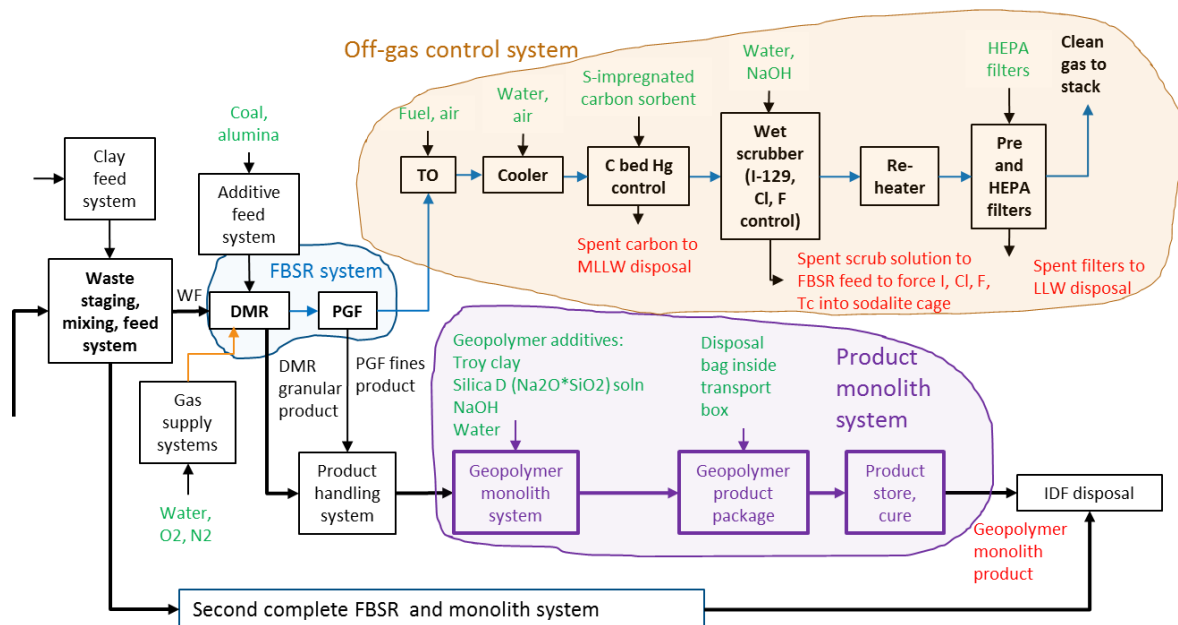 Off-gas control system
Clean
gas to
stack
HEPA
filters
Water,
NaOH
S-impregnated
carbon sorbent
Water,
air
Fuel, air
Coal,
alumina
Clay
feed
system
Additive
feed
system
TO
Cooler
C bed Hg
control
Wet
scrubber
(I-129,
Cl, F
control)
Re-
heater
Pre
and
HEPA
filters
Spent carbon to
MLLW disposal
Spent scrub solution to
FBSR feed to force I, Cl, F,
Tc into sodalite cage
Spent filters to
LLW disposal
FBSR system
Waste
staging,
mixing, feed
system
WF
DMR
PGF
DMR
granular
product
PGF fines
product
Gas
supply
systems
Water,
O2, N2
Product
handling
system
Geopolymer additives:
Troy clay
Silica D (Na2O*SiO2) soln
NaOH
Water
Disposal
bag inside
transport
box
Product
monolith
system
Geopolymer
monolith
system
Geopolymer
product
package
Product
store,
cure
IDF disposal
Geopolymer
monolith
product
Second complete FBSR and monolith system